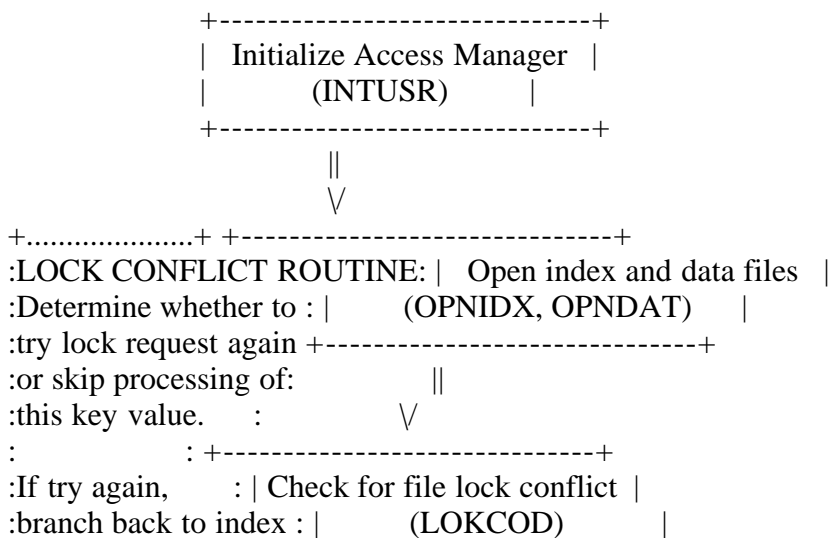 +-------------------------------+
|   Initialize Access Manager   |
|            (INTUSR)           |
+-------------------------------+
||
\/
+.....................+ +-------------------------------+
:LOCK CONFLICT ROUTINE: |   Open index and data files   |
:Determine whether to : |        (OPNIDX, OPNDAT)       |
:try lock request again +-------------------------------+
:or skip processing of:                 ||
:this key value.      :                 \/
:                     : +-------------------------------+
:If try again,        : | Check for file lock conflict  |
:branch back to index : |            (LOKCOD)           |